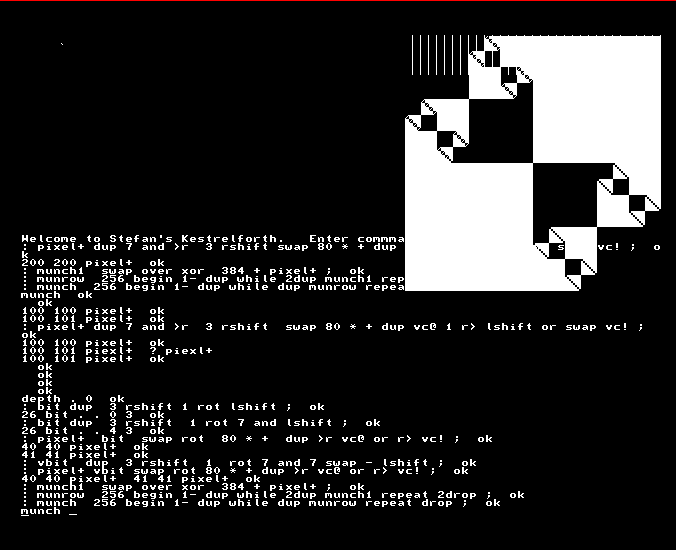 Welcome to Stefan's Kestrelforth.   Enter commma
: pixel+ dup 7 and >r  3 rshift swap 80 * + dup s vc! ;  o
k
200 200 pixel+  ok
: munch1  swap over xor  384 + pixel+ ;  ok
: munrow  256 begin 1- dup while 2dup munch1 rep
: munch  256 begin 1- dup while dup munrow repea
munch  ok
  ok
100 100 pixel+  ok
100 100 pixel+  ok
: pixel+ dup 7 and >r  3 rshift  swap 80 * + dup vc@ 1 r> lshift or swap vc! ;
ok
100 100 pixel+  ok
100 101 piexl+  ? piexl+
100 101 pixel+  ok
  ok
  ok
  ok
  ok
depth . 0  ok
: bit dup  3 rshift 1 rot lshift ;  ok
26 bit . . 0 3  ok
: bit dup  3 rshift  1 rot 7 and lshift ;  ok
26 bit . . 4 3  ok
: pixel+  bit  swap rot  80 * +  dup >r vc@ or r> vc! ;  ok
40 40 pixel+  ok
41 41 pixel+  ok
: vbit  dup  3 rshift  1  rot 7 and 7 swap - lshift ;  ok
: pixel+ vbit swap rot 80 * + dup >r vc@ or r> vc! ;  ok
40 40 pixel+  41 41 pixel+  ok
: munch1  swap over xor  384 + pixel+ ;  ok
: munrow  256 begin 1- dup while 2dup munch1 repeat 2drop ;  ok
: munch  256 begin 1- dup while dup munrow repeat drop ;  ok
munch _